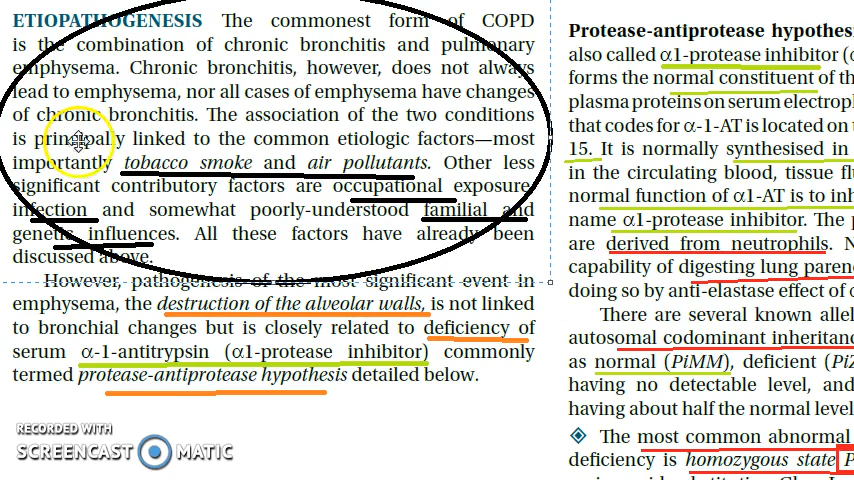 ETIOPATHOGENESIS The commonest form of COPD
is the combination of chronic bronchitis and pulmonary
emphysema. Chronic bronchitis, however, does not always
lead to emphysema, nor all cases of emphysema have changes
of chronic bronchitis. The association of the two conditions
is principally linked to the common etiologic factors—most
importantly tobacco smoke and air pollutants. Other less
significant contributory factors are occupational exposure,
infection and somewhat poorly-understood familial and
genetic influences. All these factors have already been
discussed above.
However, pathogenesis of the most significant event in
emphysema, the destruction of the alveolar walls, is not linked
to bronchial changes but is closely related to deficiency of
serum α-1-antitrypsin (α1-protease inhibitor) commonly
termed protease-antiprotease hypothesis detailed below.
RECORDED WITH
SCREENCAST MATIC
Protease-antiprotease
also called α1-protease inhibitor
forms the normal constituent of
plasma proteins on serum
that codes for α-1-AT is located on
15. It is normally synthesised in
in the circulating blood, tissue
normal function of α1-AT is to
name α1-protease inhibitor. The
are derived from neutrophils.
capability of digesting lung
doing so by anti-elastase effect of
There are several known
autosomal codominant
as normal (PiMM), deficient
having no detectable level, and
having about half the normal
The most common abnormal
deficiency is homozygous state